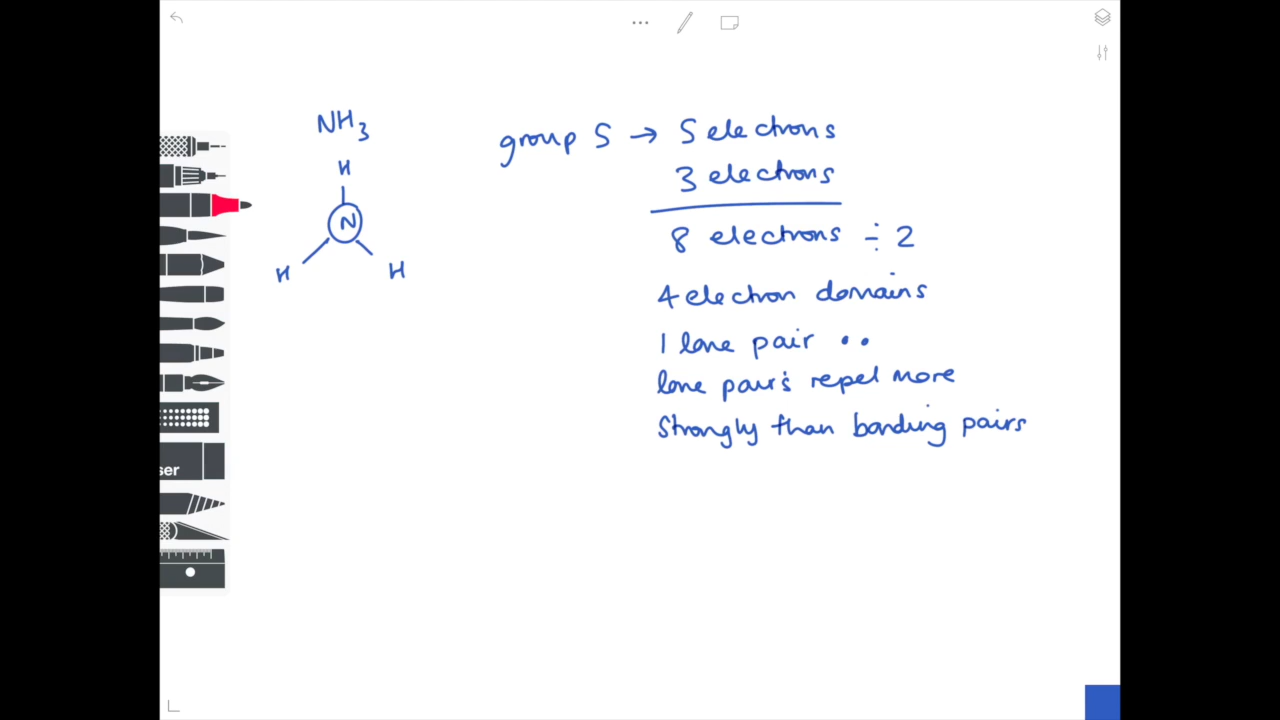 NH3
H
N
H H
group 5 → 5 electrons
3 electrons
8 electrons ÷ 2
4 electron domains
1 lone pair ••
lone pair's repel more
strongly than bonding pairs
ser